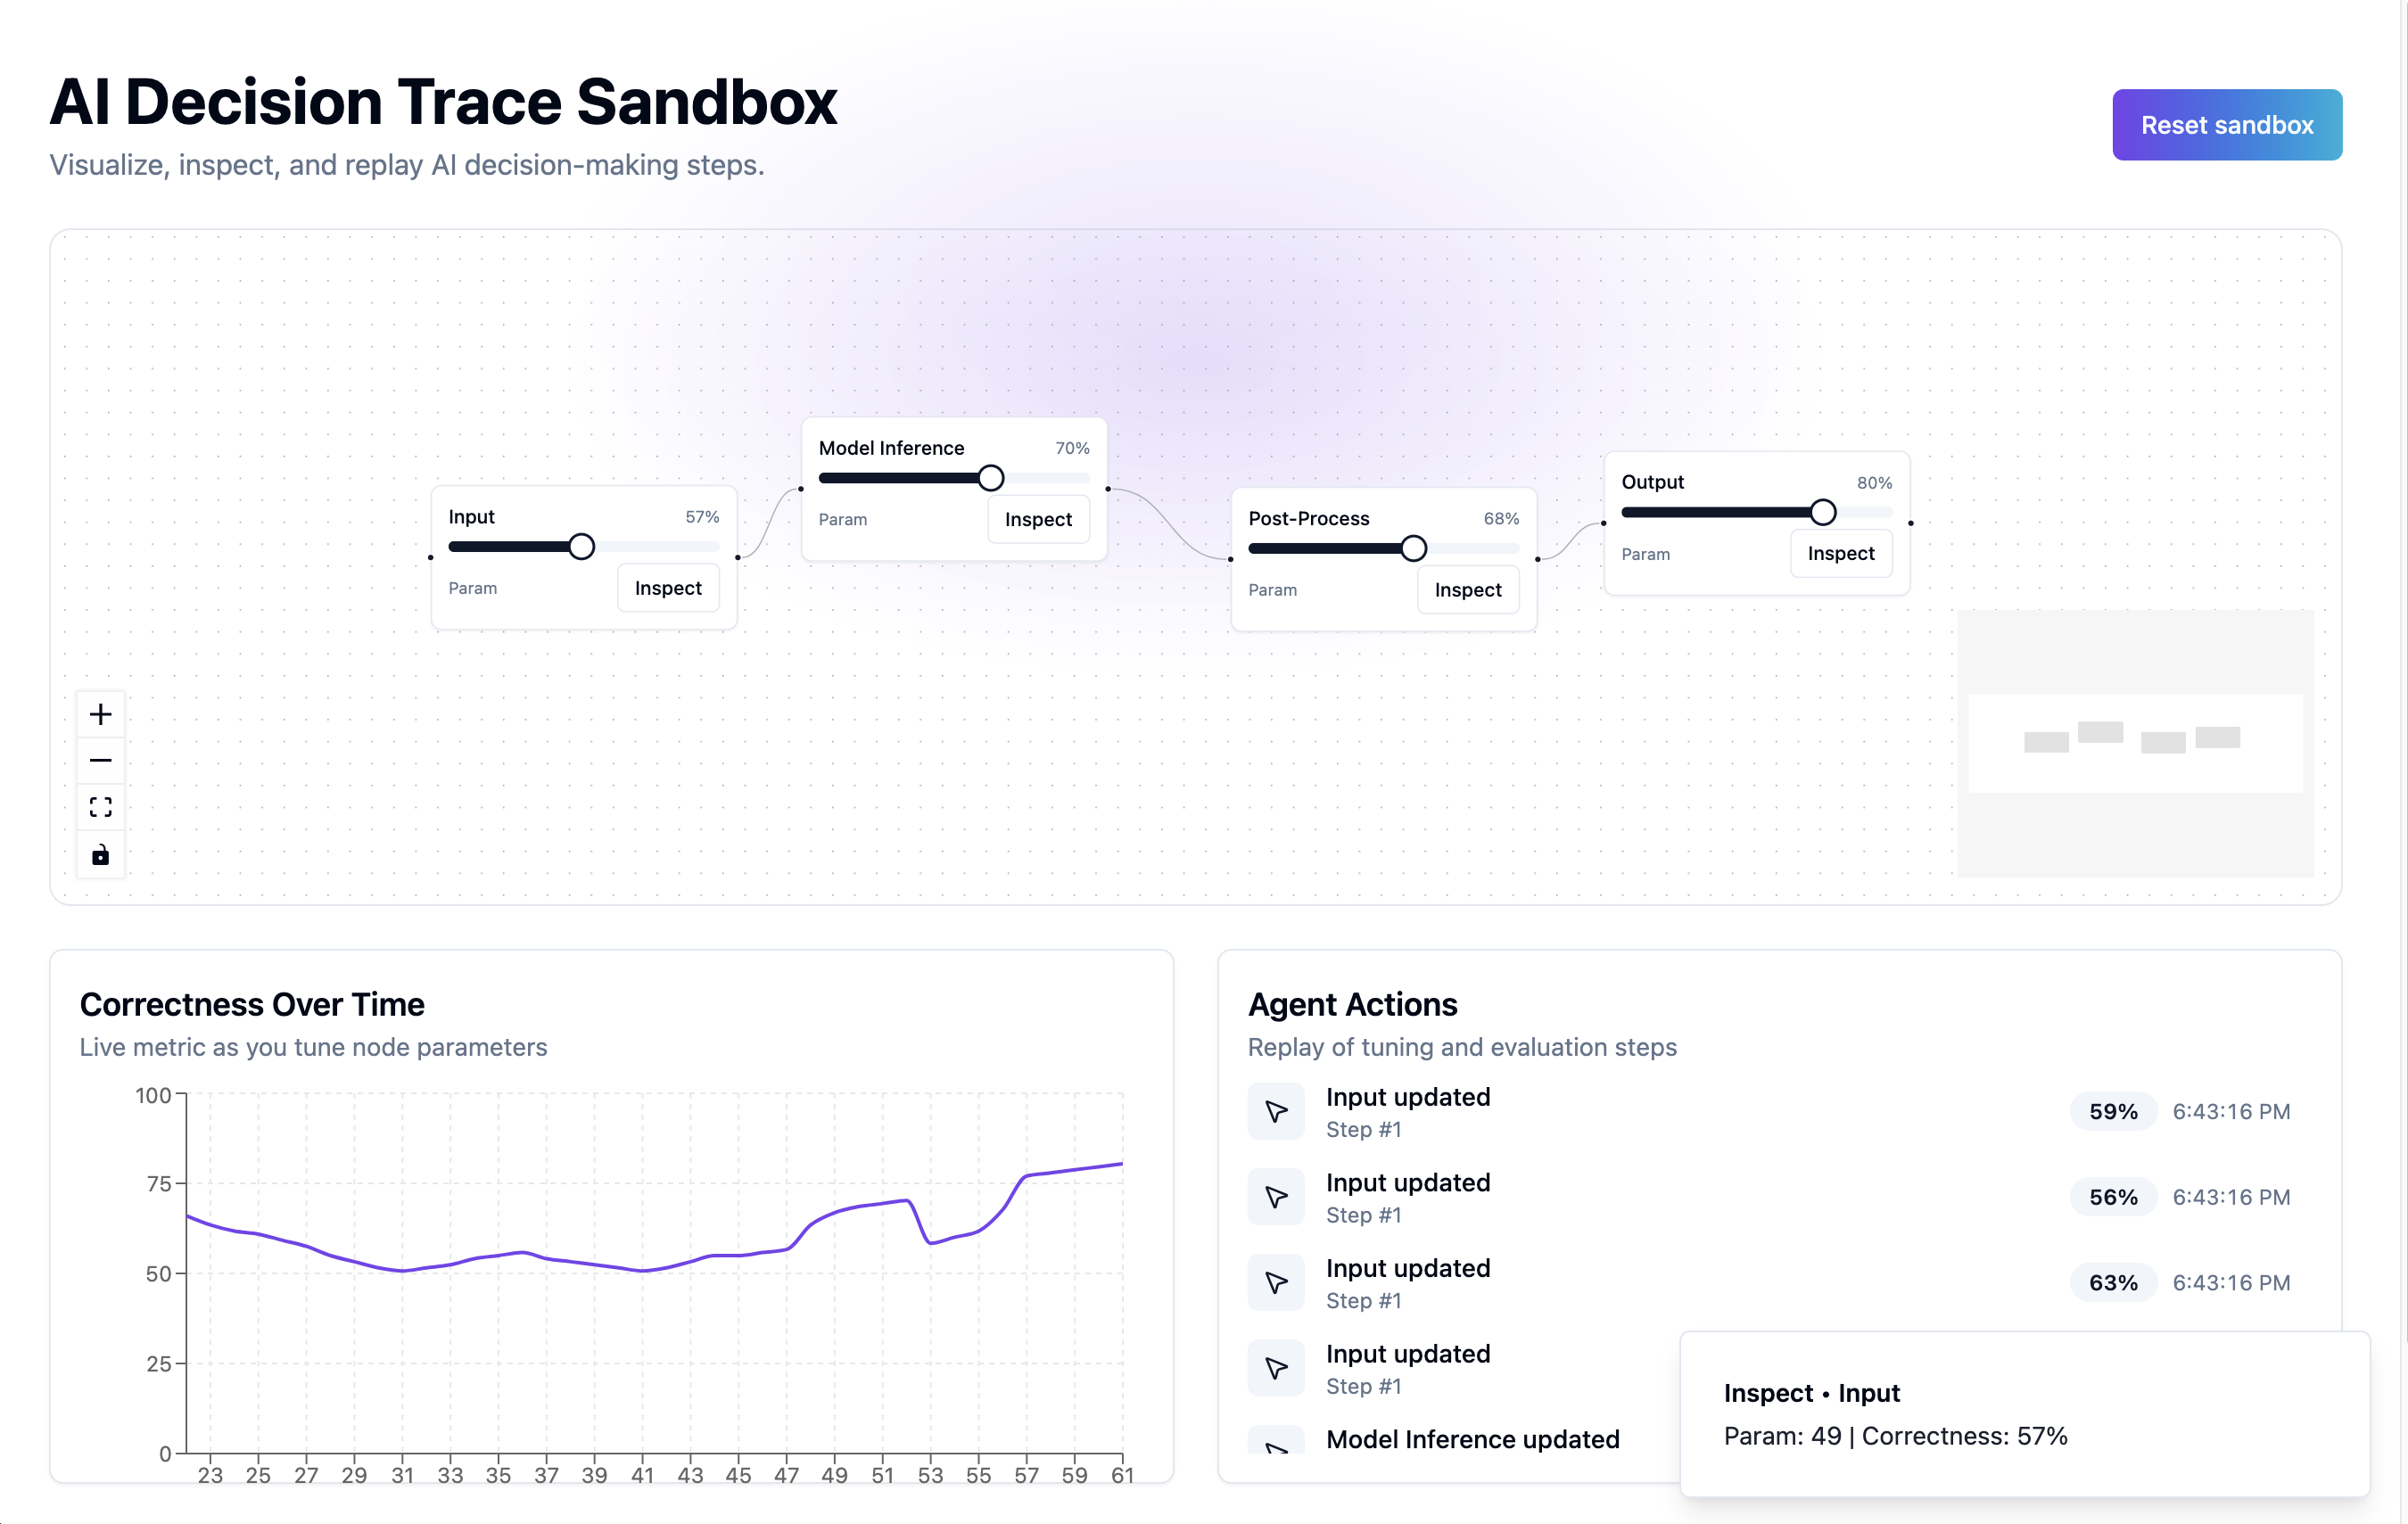 AI Decision Trace Sandbox
Visualize, inspect, and replay AI decision-making steps.
Reset sandbox
Input 57%
Param Inspect
Model Inference 70%
Param Inspect
Post-Process 68%
Param Inspect
Output 80%
Param Inspect
Correctness Over Time
Live metric as you tune node parameters
100
75
50
25
0
23 25 27 29 31 33 35 37 39 41 43 45 47 49 51 53 55 57 59 61
Agent Actions
Replay of tuning and evaluation steps
Input updated
Step #1
59% 6:43:16 PM
Input updated
Step #1
56% 6:43:16 PM
Input updated
Step #1
63% 6:43:16 PM
Input updated
Step #1
Model Inference updated
Inspect • Input
Param: 49 | Correctness: 57%